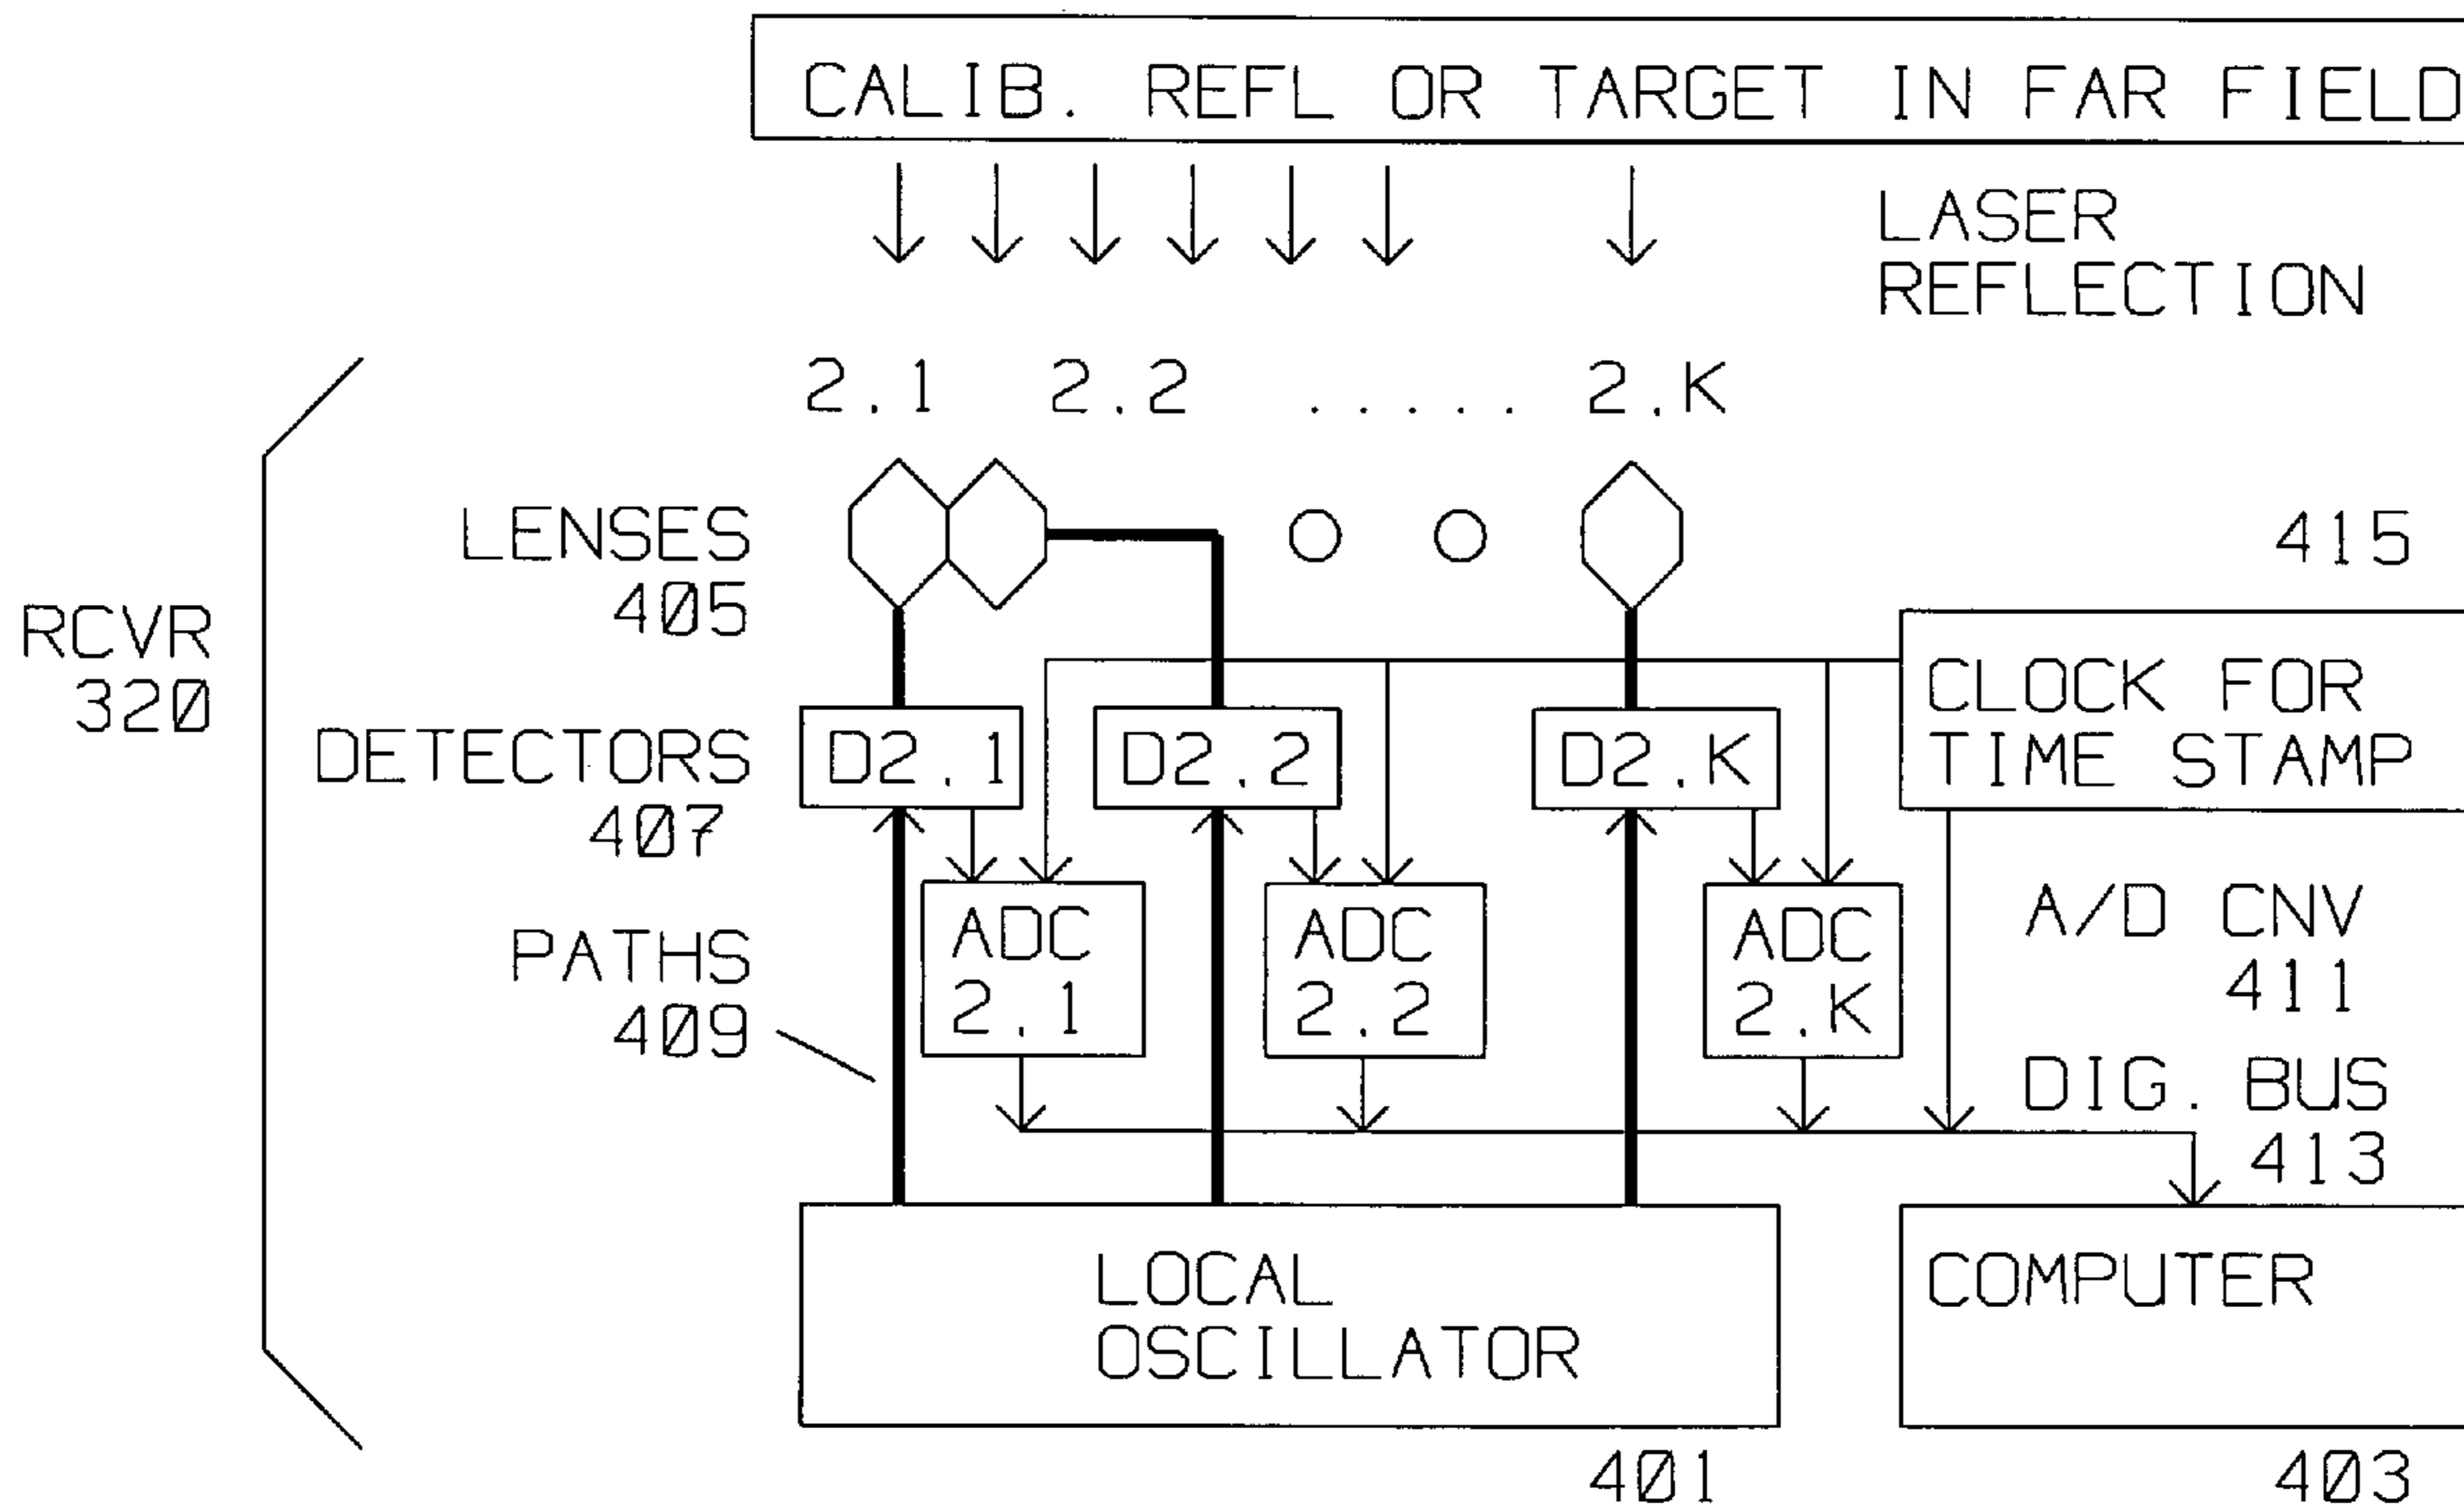 CALIB. REFL OR TARGET IN FAR FIELD
LASER
REFLECTION
2.1 2.2 ..... 2.K
LENSES
405
415
RCVR
320
CLOCK FOR
TIME STAMP
DETECTORS
407
D2.1 D2.2 D2.K
PATHS
409
ADC
2.1
ADC
2.2
ADC
2.K
A/D CNV
411
DIG. BUS
413
LOCAL
OSCILLATOR
401
COMPUTER
403